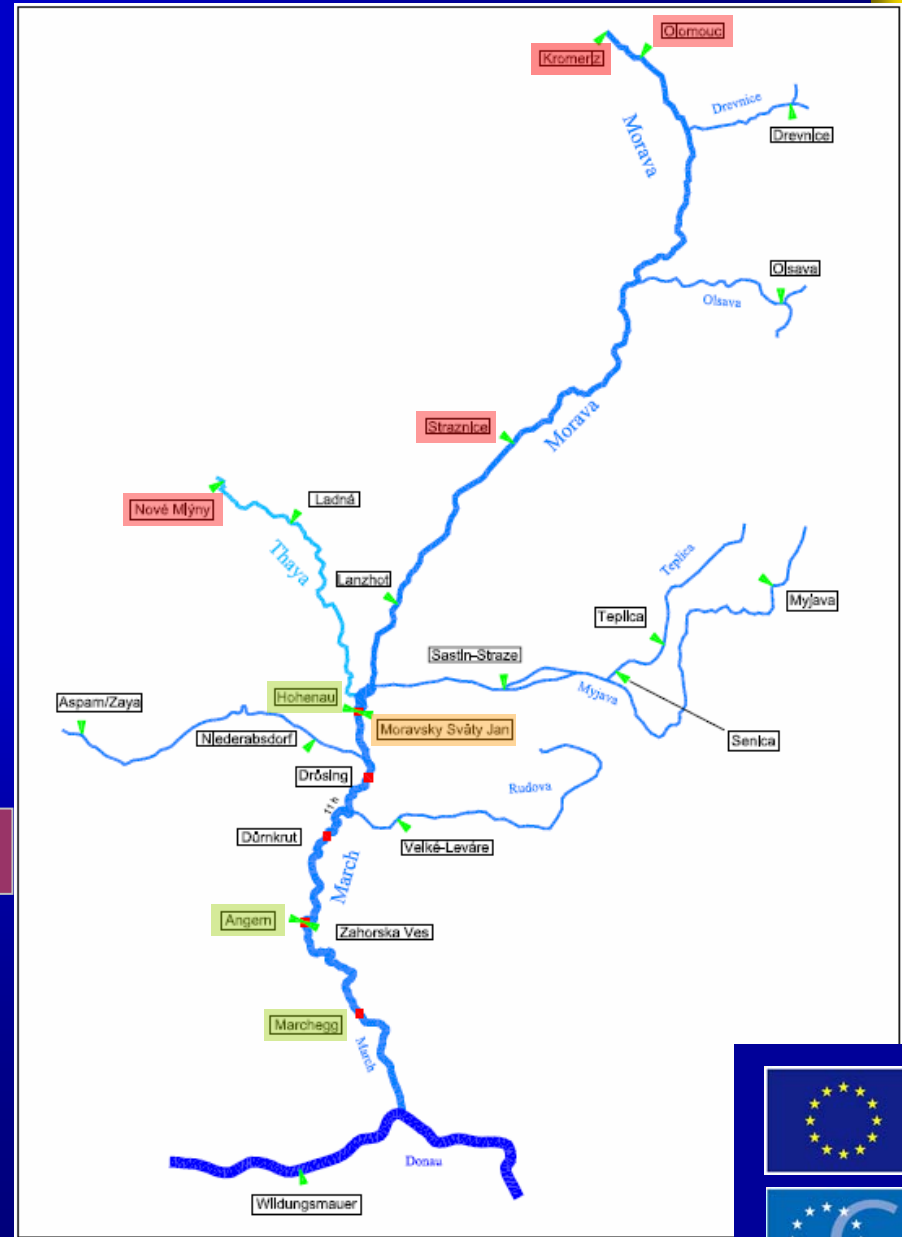 Olomouc
Kromeriz
Drevnice
Drevnice
Morava
Olsava
Olsava
Straznice
Morava
Nové Mlýny
Ladná
Thaya
Lanzhot
Teplica
Teplica
Myjava
Sastin-Straze
Myjava
Senica
Hohenau
Moravsky Sväty Jan
Aspam/Zaya
Niederabsdorf
Drösing
Rudova
11 h
Dürnkrut
Velké-Leváre
March
Angern
Zahorska Ves
Marchegg
March
Donau
Wildungsmauer